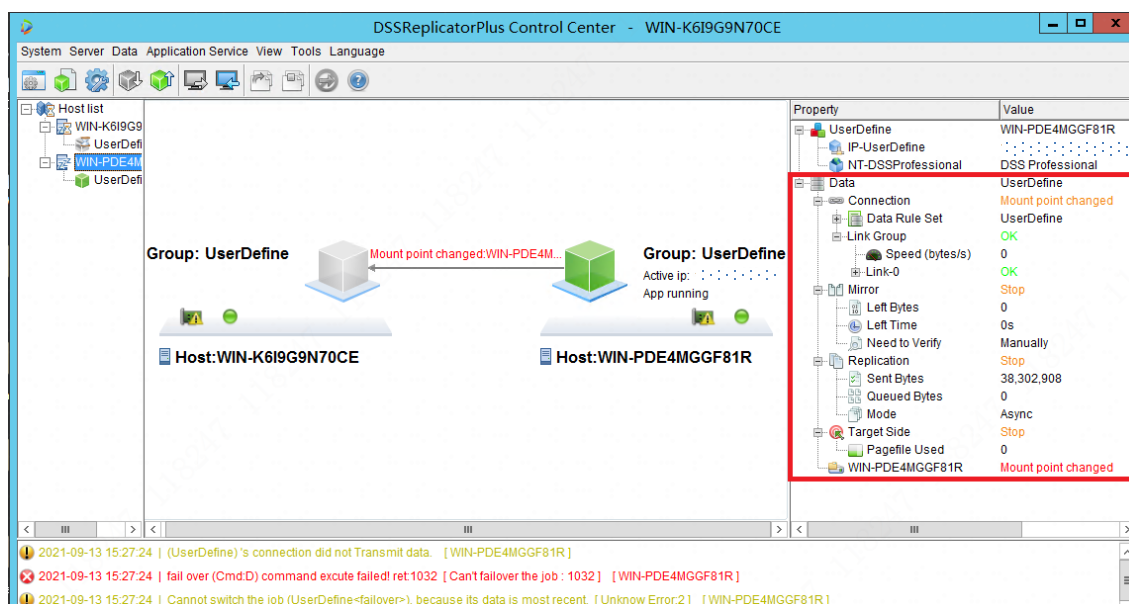 DSSReplicatorPlus Control Center - WIN-K6I9G9N70CE
System Server Data Application Service View Tools Language
Host list
WIN-K6I9G9
UserDefi
WIN-PDE4M
UserDefi
Group: UserDefine
Mount point changed:WIN-PDE4M...
Group: UserDefine
Active ip:
App running
Host:WIN-K6I9G9N70CE
Host:WIN-PDE4MGGF81R
Property Value
UserDefine WIN-PDE4MGGF81R
IP-UserDefine
NT-DSSProfessional DSS Professional
Data UserDefine
Connection Mount point changed
Data Rule Set UserDefine
Link Group OK
Speed (bytes/s) 0
Link-0 OK
Mirror Stop
Left Bytes 0
Left Time 0s
Need to Verify Manually
Replication Stop
Sent Bytes 38,302,908
Queued Bytes 0
Mode Async
Target Side Stop
Pagefile Used 0
WIN-PDE4MGGF81R Mount point changed
2021-09-13 15:27:24 | (UserDefine) 's connection did not Transmit data. [ WIN-PDE4MGGF81R ]
2021-09-13 15:27:24 | fail over (Cmd:D) command excute failed! ret:1032 [ Can't failover the job : 1032 ] [ WIN-PDE4MGGF81R ]
2021-09-13 15:27:24 | Cannot switch the job (UserDefine<failover>), because its data is most recent. [ Unknow Error:2 ] [ WIN-PDE4MGGF81R ]